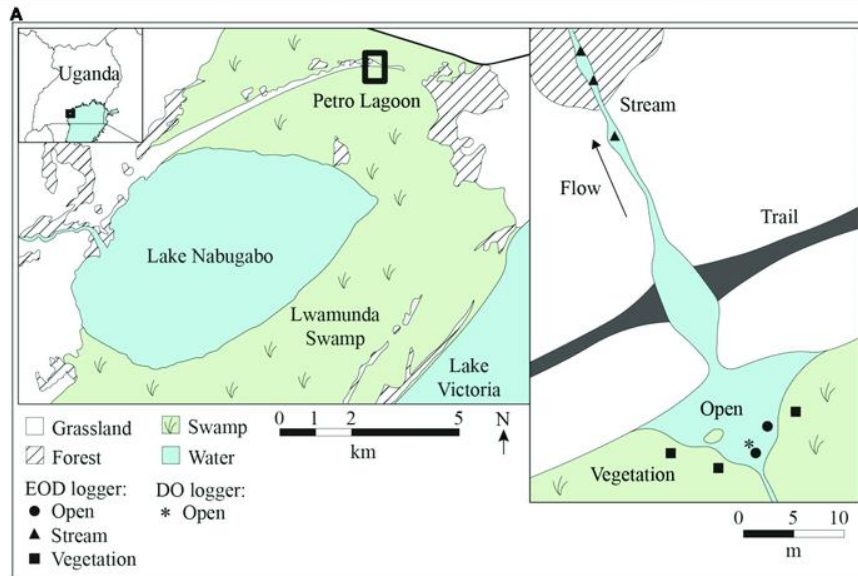 A
Uganda
Petro Lagoon
Lake Nabugabo
Lwamunda
Swamp
Lake
Victoria
Stream
Flow
Trail
Open
Vegetation
Grassland
Forest
Swamp
Water
0 1 2 5
km
N
EOD logger:
Open
Stream
Vegetation
DO logger:
* Open
*
0 5 10
m